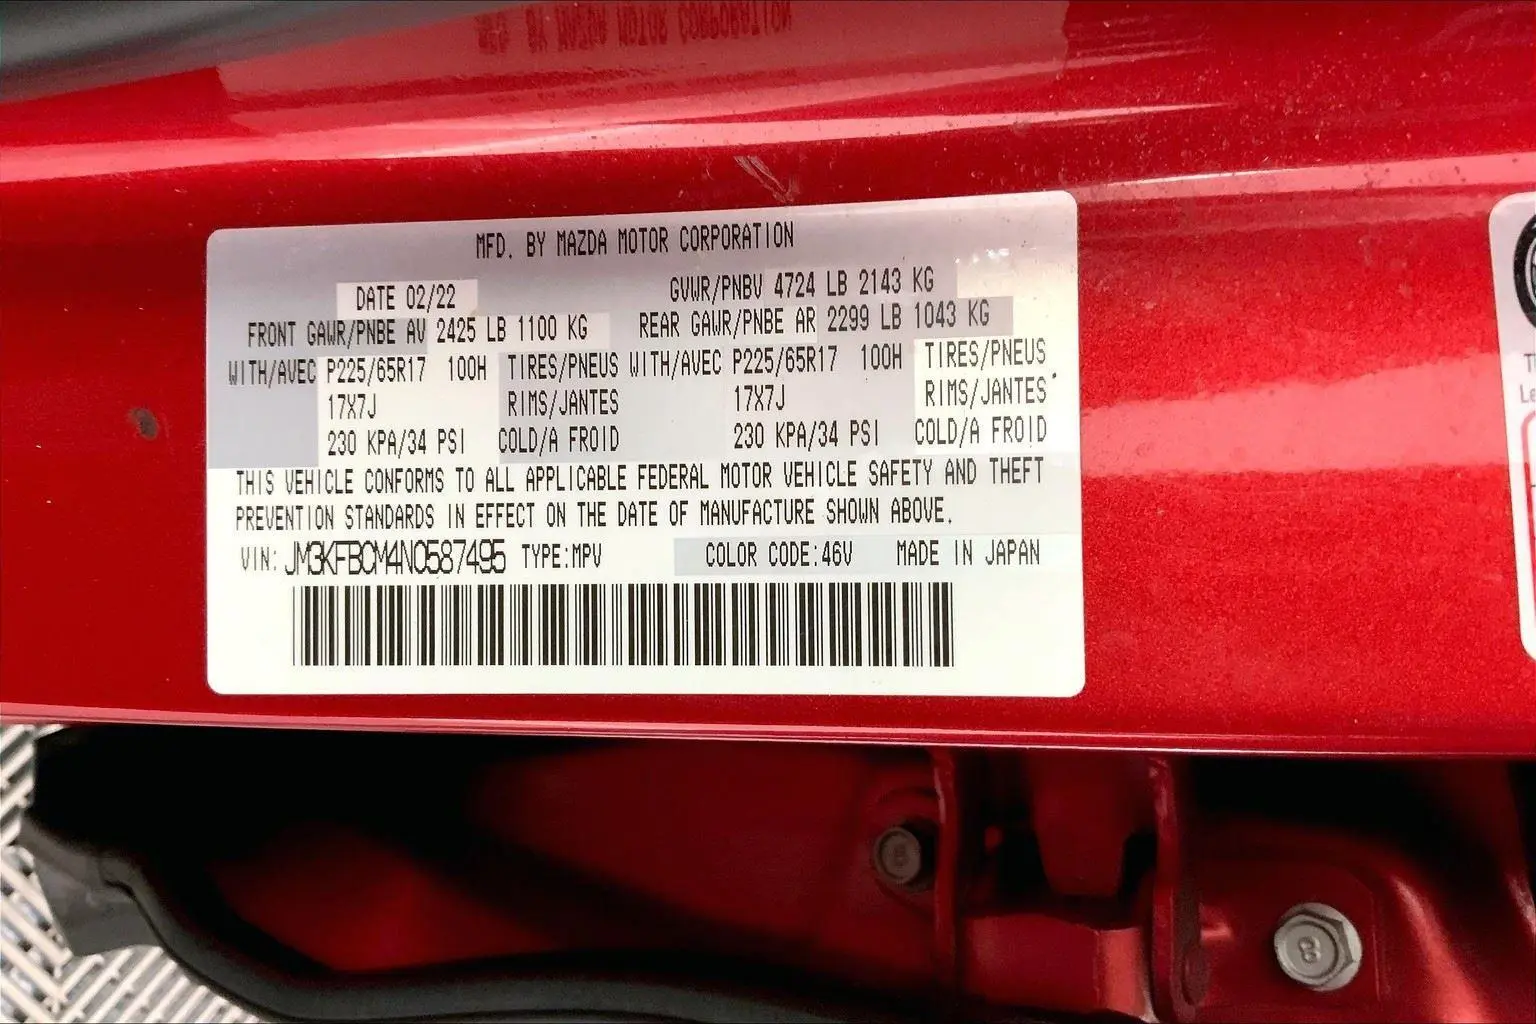 MFD. BY MAZDA MOTOR CORPORATION
DATE 02/22 GVWR/PNBV 4724 LB 2143 KG
FRONT GAWR/PNBE AV 2425 LB 1100 KG REAR GAWR/PNBE AR 2299 LB 1043 KG
WITH/AVEC P225/65R17 100H TIRES/PNEUS WITH/AVEC P225/65R17 100H TIRES/PNEUS
17X7J RIMS/JANTES 17X7J RIMS/JANTES
230 KPA/34 PSI COLD/A FROID 230 KPA/34 PSI COLD/A FROID
THIS VEHICLE CONFORMS TO ALL APPLICABLE FEDERAL MOTOR VEHICLE SAFETY AND THEFT
PREVENTION STANDARDS IN EFFECT ON THE DATE OF MANUFACTURE SHOWN ABOVE.
VIN: JM3KFBCM4N0587495 TYPE:MPV COLOR CODE:46V MADE IN JAPAN
8